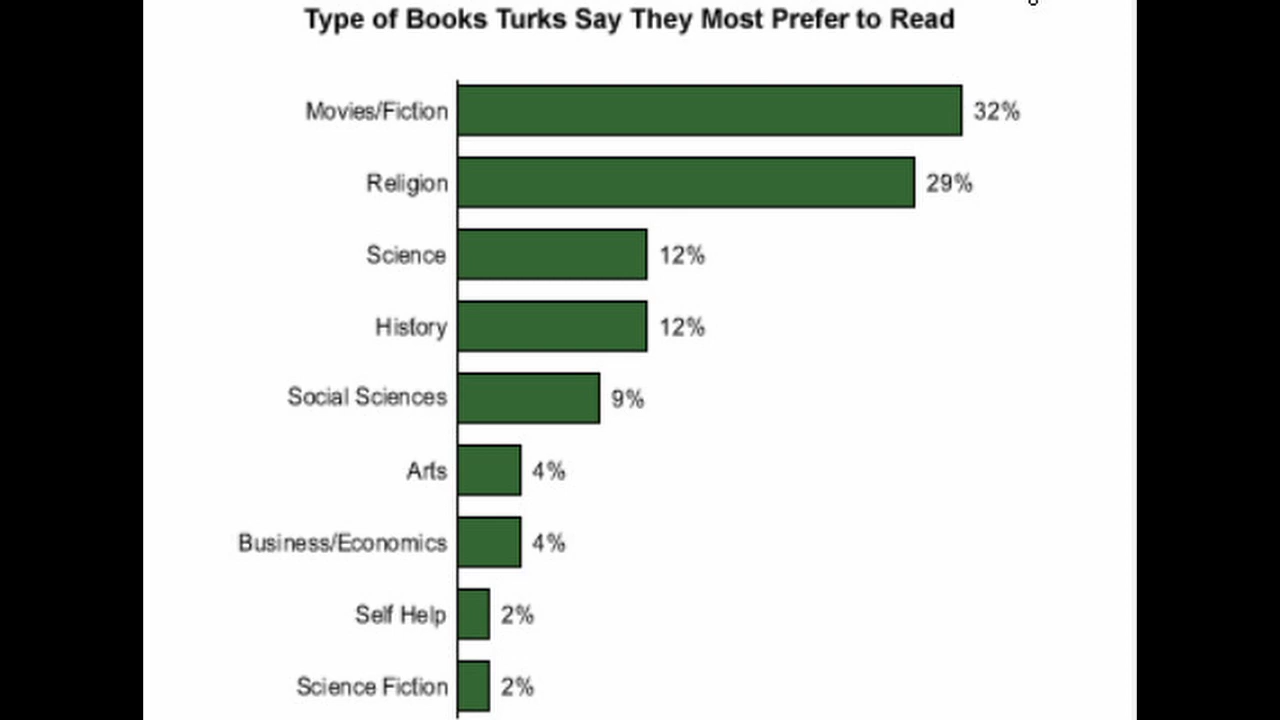 Type of Books Turks Say They Most Prefer to Read
Movies/Fiction 32%
Religion 29%
Science 12%
History 12%
Social Sciences 9%
Arts 4%
Business/Economics 4%
Self Help 2%
Science Fiction 2%